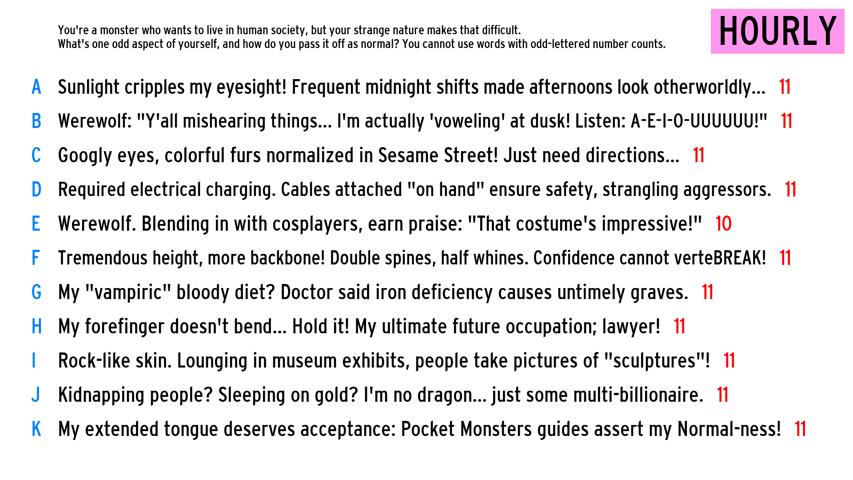 You're a monster who wants to live in human society, but your strange nature makes that difficult.
What's one odd aspect of yourself, and how do you pass it off as normal? You cannot use words with odd-lettered number counts.
HOURLY
A Sunlight cripples my eyesight! Frequent midnight shifts made afternoons look otherworldly... 11
B Werewolf: "Y'all mishearing things... I'm actually 'voweling' at dusk! Listen: A-E-I-O-UUUUUU!" 11
C Googly eyes, colorful furs normalized in Sesame Street! Just need directions... 11
D Required electrical charging. Cables attached "on hand" ensure safety, strangling aggressors. 11
E Werewolf. Blending in with cosplayers, earn praise: "That costume's impressive!" 10
F Tremendous height, more backbone! Double spines, half whines. Confidence cannot verteBREAK! 11
G My "vampiric" bloody diet? Doctor said iron deficiency causes untimely graves. 11
H My forefinger doesn't bend... Hold it! My ultimate future occupation; lawyer! 11
I Rock-like skin. Lounging in museum exhibits, people take pictures of "sculptures"! 11
J Kidnapping people? Sleeping on gold? I'm no dragon... just some multi-billionaire. 11
K My extended tongue deserves acceptance: Pocket Monsters guides assert my Normal-ness! 11